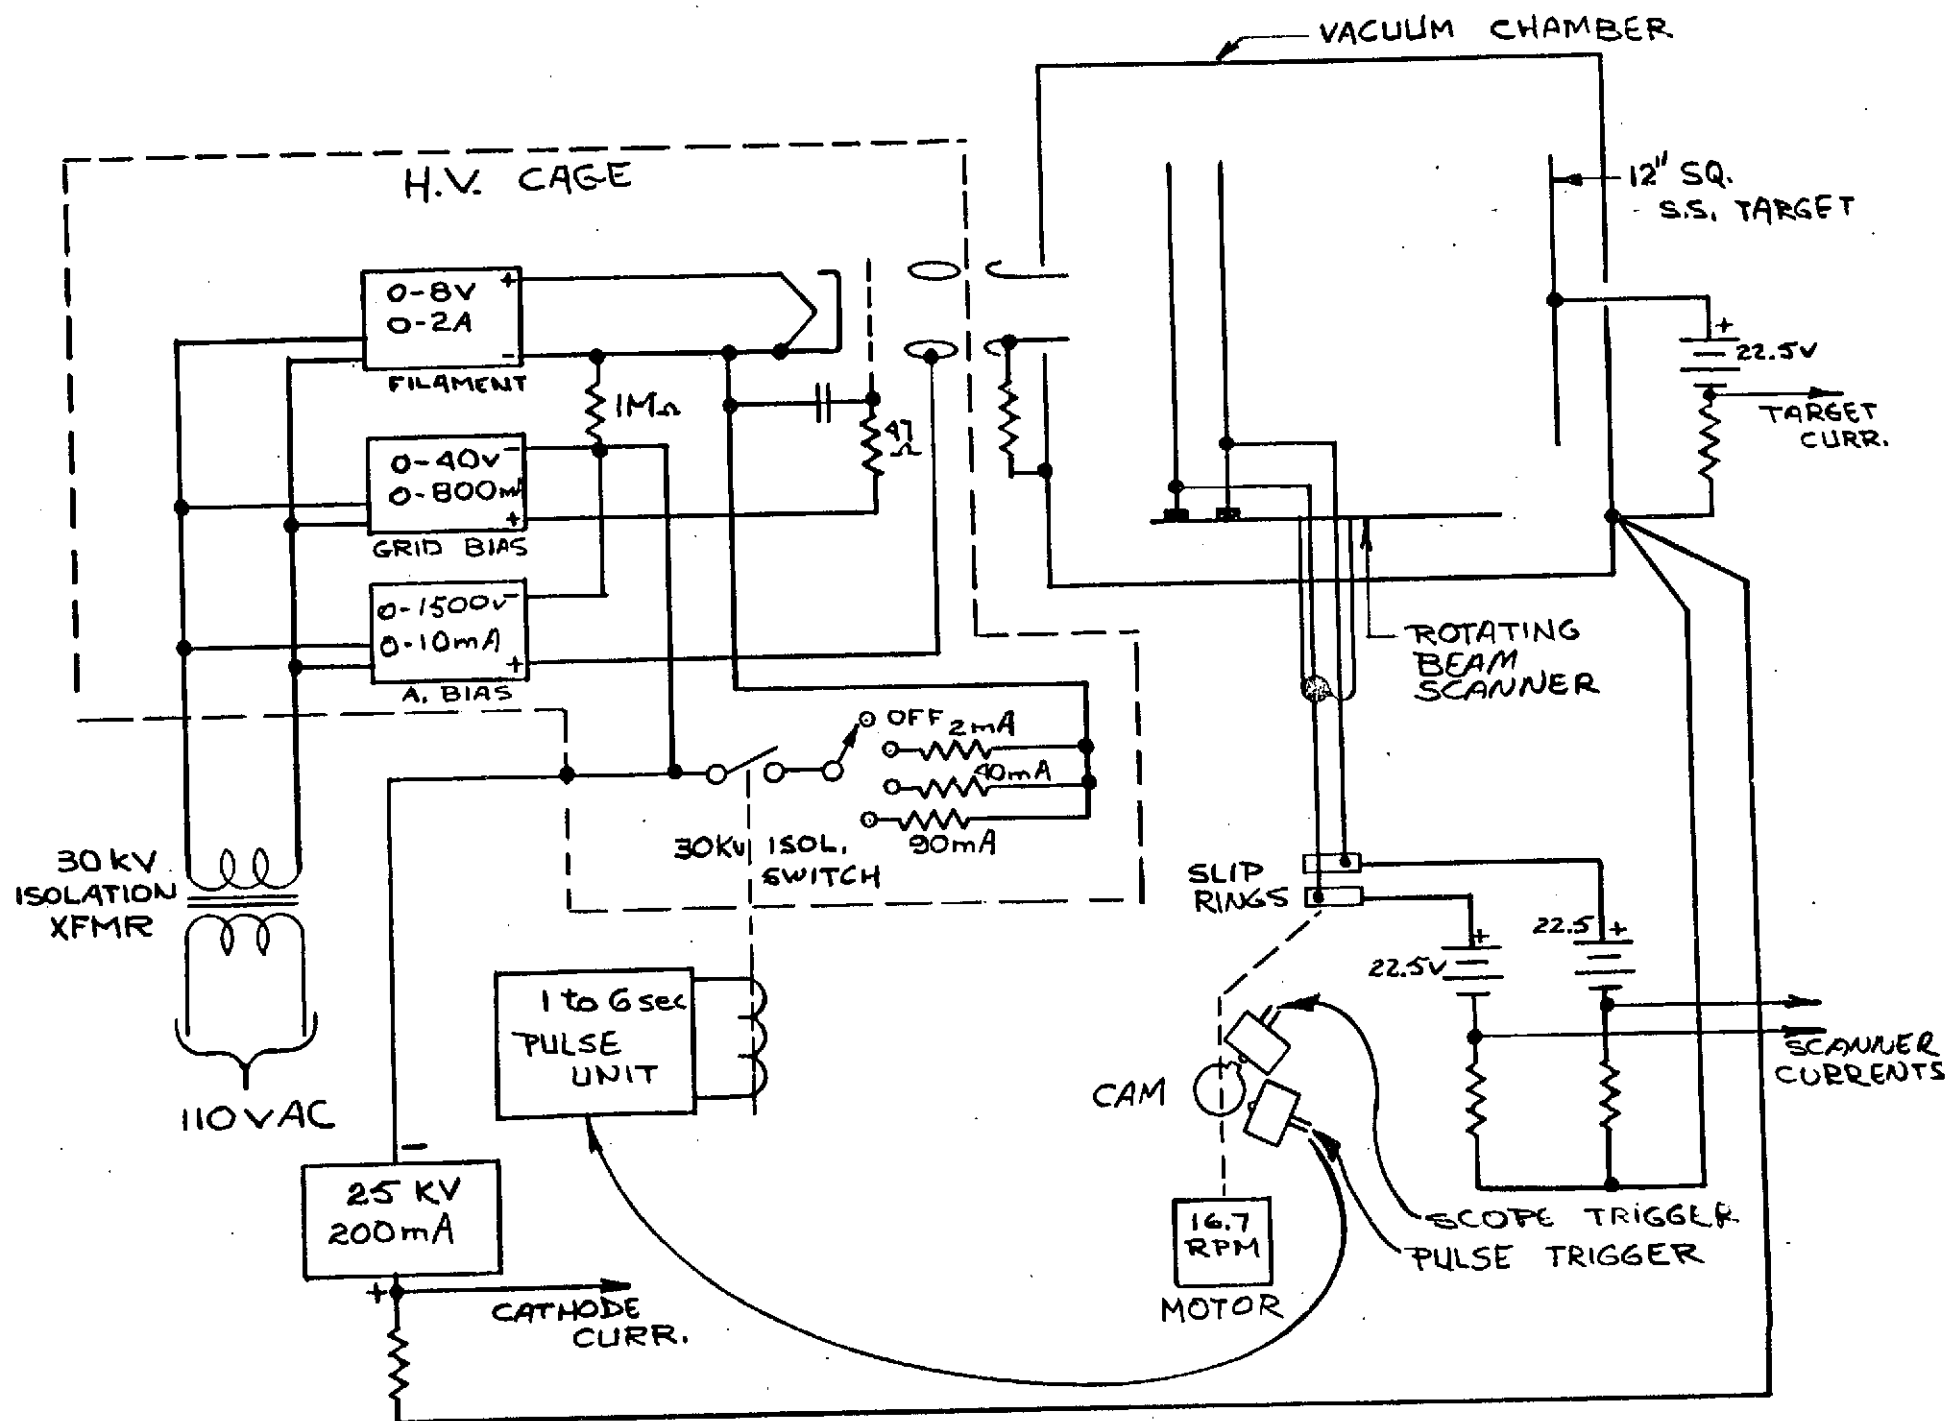 VACUUM CHAMBER
H.V. CAGE
12" SQ.
S.S. TARGET
0-8V +
0-2A
-
FILAMENT
1MΩ
+
22.5V
TARGET
CURR.
47
Ω
0-40V -
0-800mA
+
GRID BIAS
0-1500V -
0-10mA
+
A. BIAS
ROTATING
BEAM
SCANNER
OFF
2mA
40mA
90mA
30KV ISOL.
SWITCH
30KV
ISOLATION
XFMR
SLIP
RINGS
+
22.5V
22.5 +
1 to 6 sec
PULSE
UNIT
SCANNER
CURRENTS
CAM
110VAC
-
25 KV
200mA
+
CATHODE
CURR.
16.7
RPM
MOTOR
SCOPE TRIGGER
PULSE TRIGGER